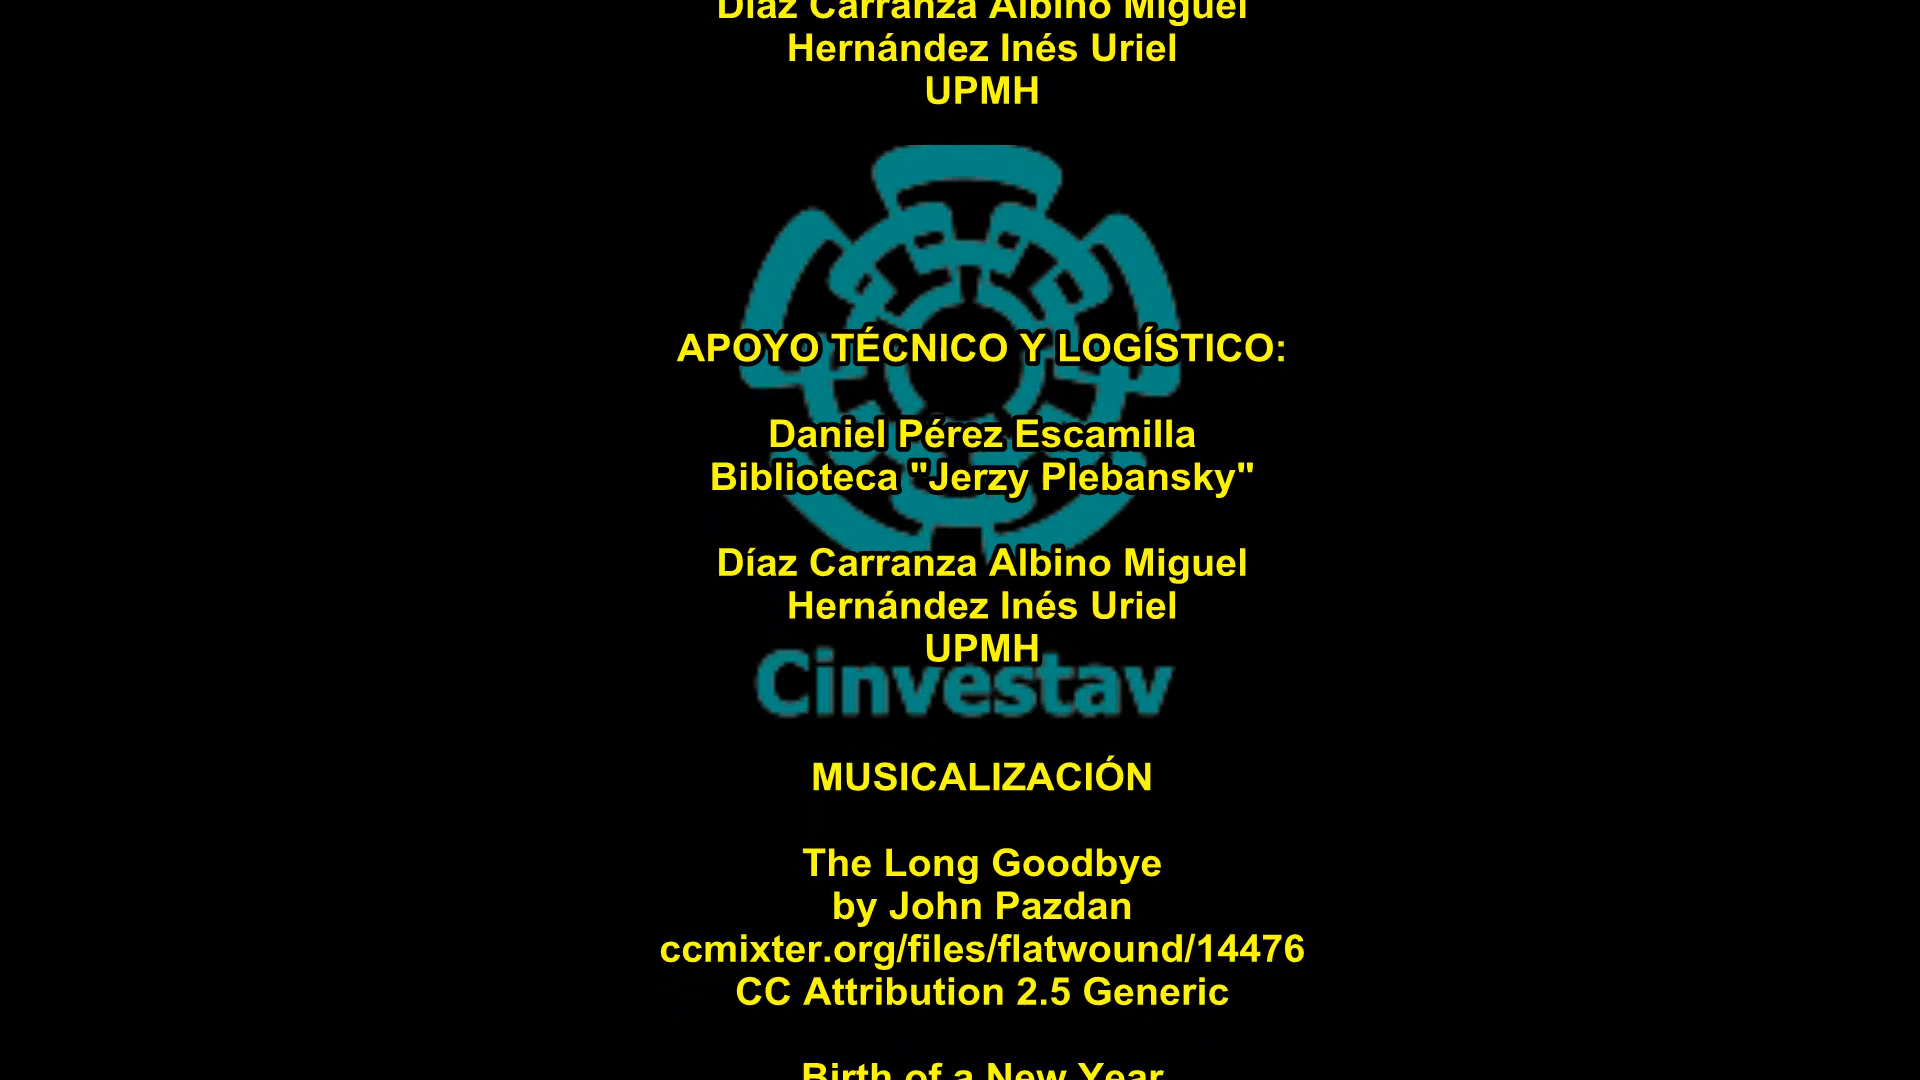 Díaz Carranza Albino Miguel
Hernández Inés Uriel
UPMH
APOYO TÉCNICO Y LOGÍSTICO:
Daniel Pérez Escamilla
Biblioteca "Jerzy Plebansky"
Díaz Carranza Albino Miguel
Hernández Inés Uriel
UPMH
Cinvestav
MUSICALIZACIÓN
The Long Goodbye
by John Pazdan
ccmixter.org/files/flatwound/14476
CC Attribution 2.5 Generic
Birth of a New Year